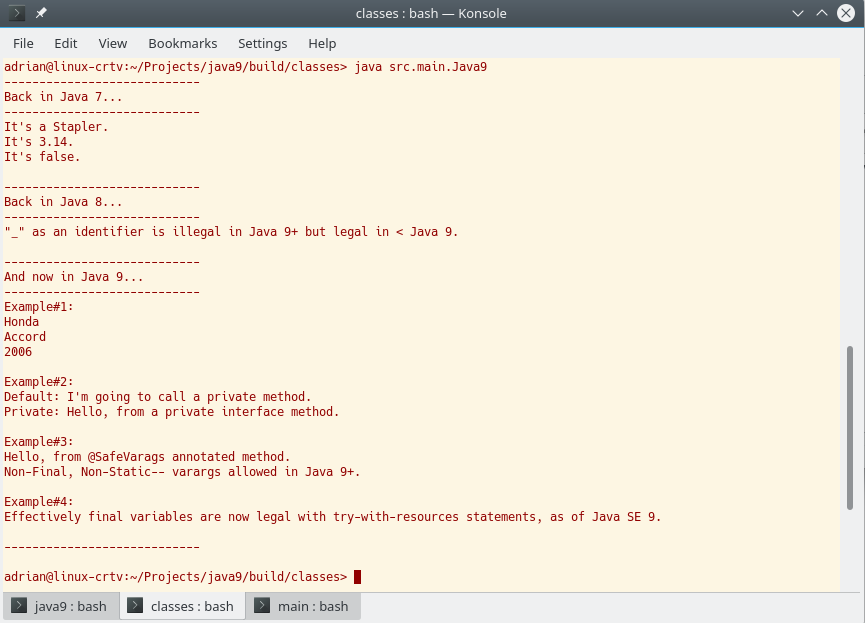 classes : bash — Konsole
File Edit View Bookmarks Settings Help
adrian@linux-crtv:~/Projects/java9/build/classes> java src.main.Java9
----------------------------
Back in Java 7...
----------------------------
It's a Stapler.
It's 3.14.
It's false.
----------------------------
Back in Java 8...
----------------------------
"_" as an identifier is illegal in Java 9+ but legal in < Java 9.
----------------------------
And now in Java 9...
----------------------------
Example#1:
Honda
Accord
2006
Example#2:
Default: I'm going to call a private method.
Private: Hello, from a private interface method.
Example#3:
Hello, from @SafeVarags annotated method.
Non-Final, Non-Static-- varargs allowed in Java 9+.
Example#4:
Effectively final variables are now legal with try-with-resources statements, as of Java SE 9.
----------------------------
adrian@linux-crtv:~/Projects/java9/build/classes>
java9 : bash classes : bash main : bash